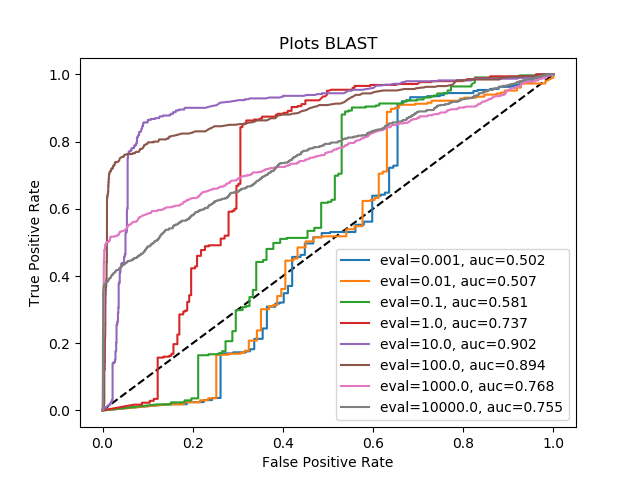 Plots BLAST
True Positive Rate
1.0
0.8
0.6
0.4
0.2
0.0
eval=0.001, auc=0.502
eval=0.01, auc=0.507
eval=0.1, auc=0.581
eval=1.0, auc=0.737
eval=10.0, auc=0.902
eval=100.0, auc=0.894
eval=1000.0, auc=0.768
eval=10000.0, auc=0.755
0.0 0.2 0.4 0.6 0.8 1.0
False Positive Rate